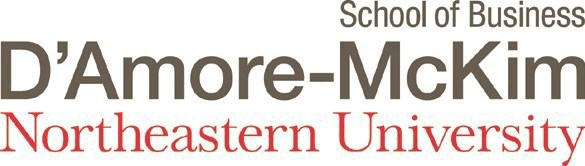 School of Business
D’Amore-McKim
Northeastern University